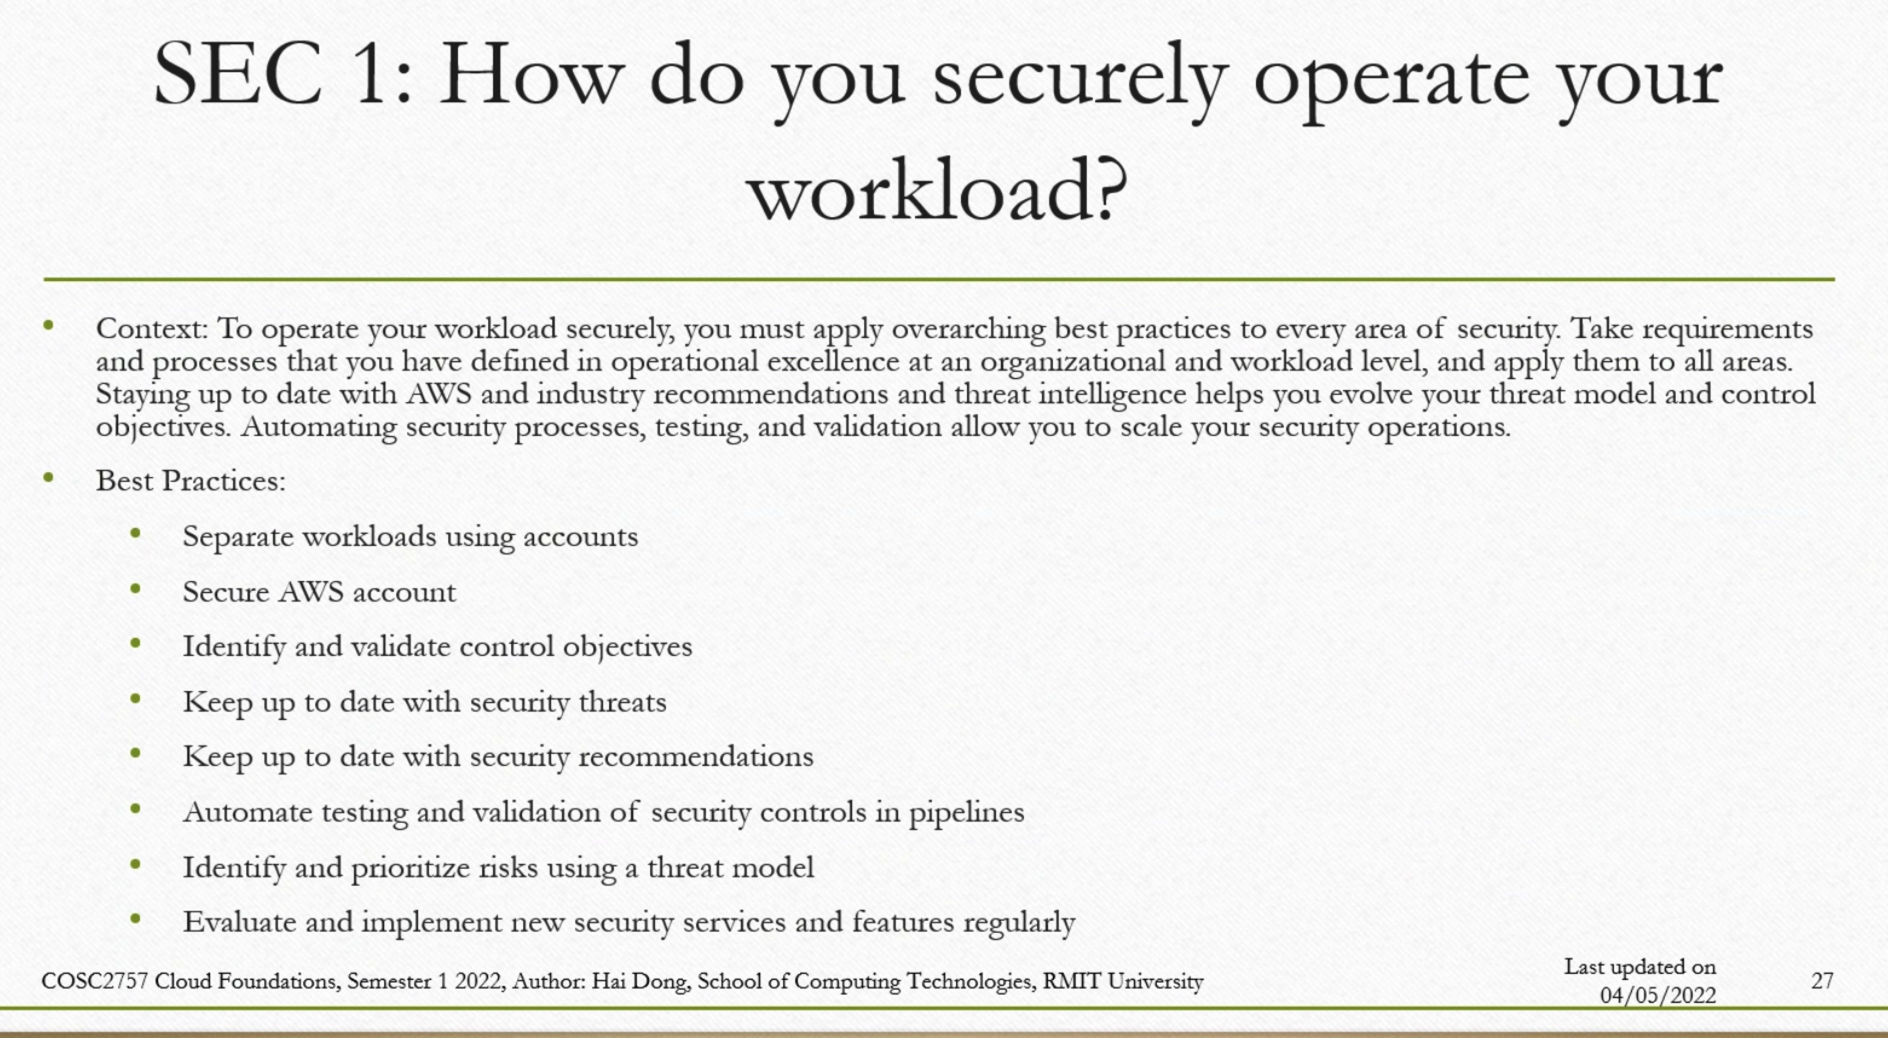 SEC 1: How do you securely operate your
workload?
• Context: To operate your workload securely, you must apply overarching best practices to every area of security. Take requirements
and processes that you have defined in operational excellence at an organizational and workload level, and apply them to all areas.
Staying up to date with AWS and industry recommendations and threat intelligence helps you evolve your threat model and control
objectives. Automating security processes, testing, and validation allow you to scale your security operations.
• Best Practices:
• Separate workloads using accounts
• Secure AWS account
• Identify and validate control objectives
• Keep up to date with security threats
• Keep up to date with security recommendations
• Automate testing and validation of security controls in pipelines
• Identify and prioritize risks using a threat model
• Evaluate and implement new security services and features regularly
COSC2757 Cloud Foundations, Semester 1 2022, Author: Hai Dong, School of Computing Technologies, RMIT University
Last updated on
04/05/2022
27